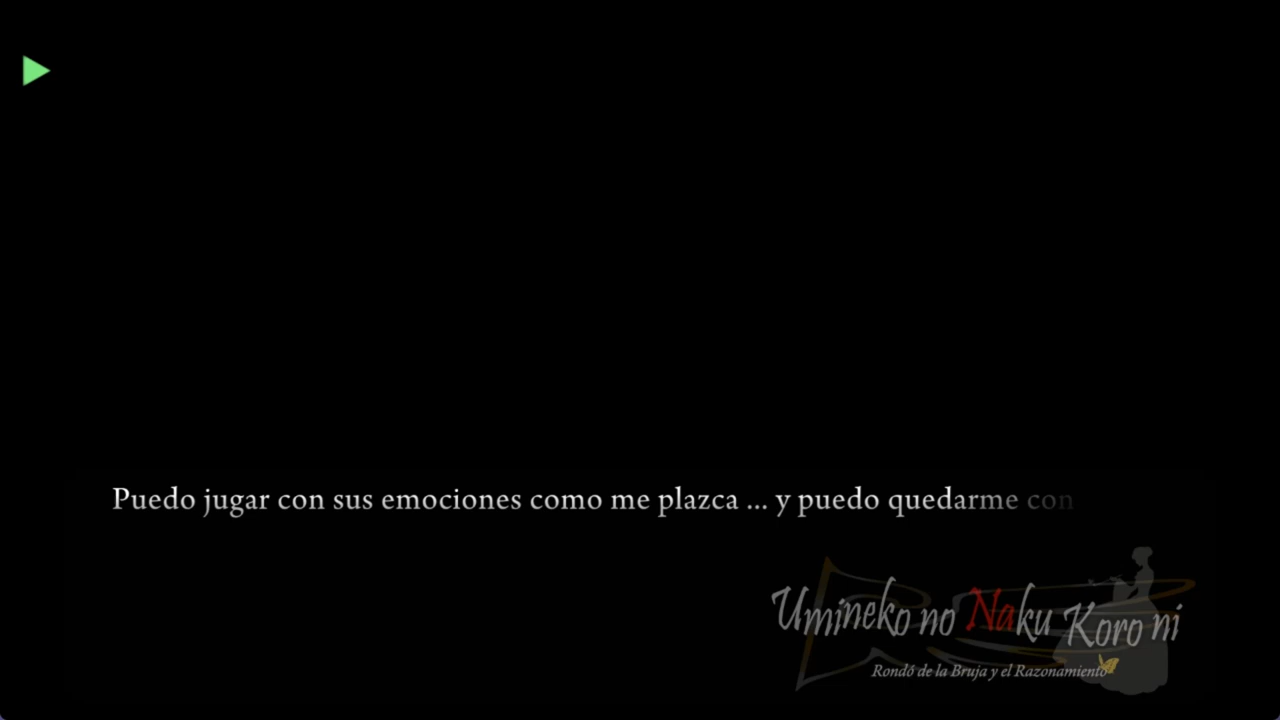 Puedo jugar con sus emociones como me plazca ... y puedo quedarme con
Umineko no Naku Koro ni
Rondó de la Bruja y el Razonamiento